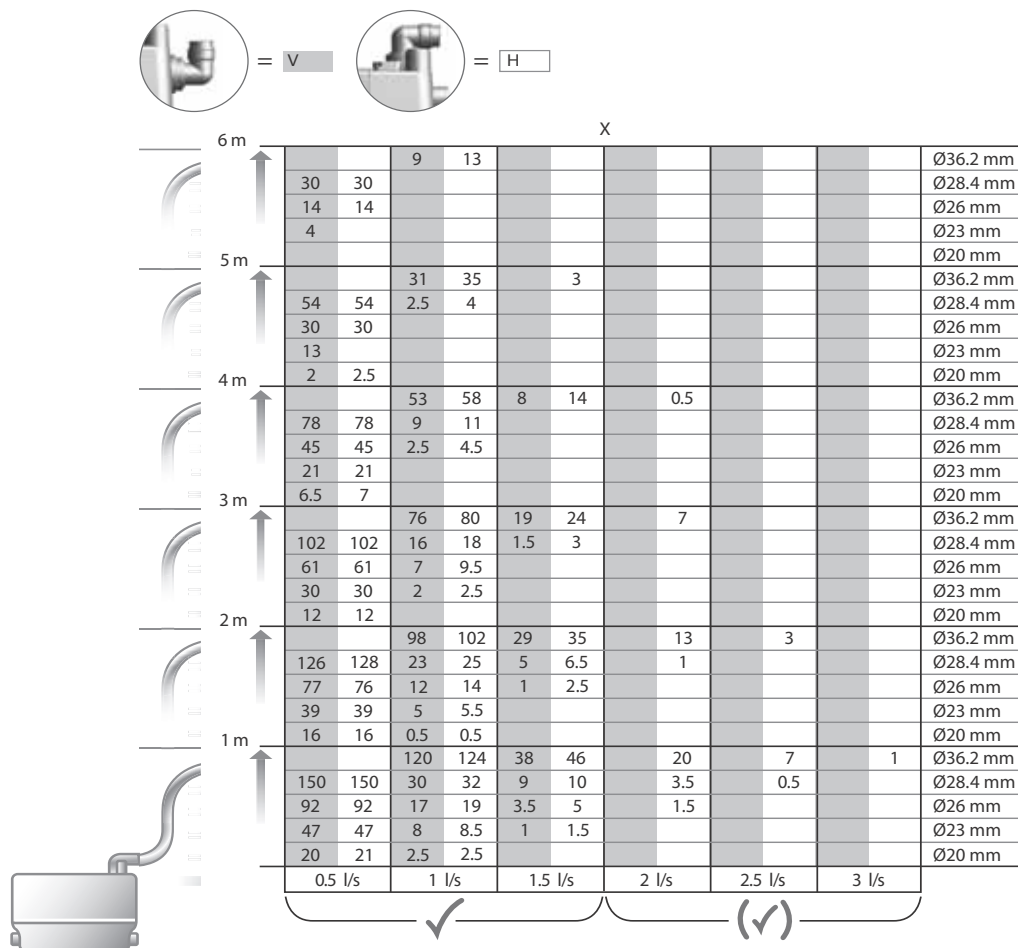 = V = H
X
6 m
9 13 Ø36.2 mm
30 30 Ø28.4 mm
14 14 Ø26 mm
4 Ø23 mm
Ø20 mm
5 m
31 35 3 Ø36.2 mm
54 54 2.5 4 Ø28.4 mm
30 30 Ø26 mm
13 Ø23 mm
2 2.5 Ø20 mm
4 m
53 58 8 14 0.5 Ø36.2 mm
78 78 9 11 Ø28.4 mm
45 45 2.5 4.5 Ø26 mm
21 21 Ø23 mm
6.5 7 Ø20 mm
3 m
76 80 19 24 7 Ø36.2 mm
102 102 16 18 1.5 3 Ø28.4 mm
61 61 7 9.5 Ø26 mm
30 30 2 2.5 Ø23 mm
12 12 Ø20 mm
2 m
98 102 29 35 13 3 Ø36.2 mm
126 128 23 25 5 6.5 1 Ø28.4 mm
77 76 12 14 1 2.5 Ø26 mm
39 39 5 5.5 Ø23 mm
16 16 0.5 0.5 Ø20 mm
1 m
120 124 38 46 20 7 1 Ø36.2 mm
150 150 30 32 9 10 3.5 0.5 Ø28.4 mm
92 92 17 19 3.5 5 1.5 Ø26 mm
47 47 8 8.5 1 1.5 Ø23 mm
20 21 2.5 2.5 Ø20 mm
0.5 l/s 1 l/s 1.5 l/s 2 l/s 2.5 l/s 3 l/s
✓ (✓)